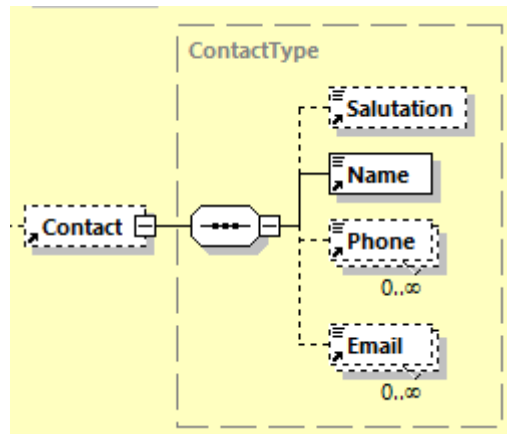 ContactType
Salutation
Name
Contact
Phone
0..∞
Email
0..∞